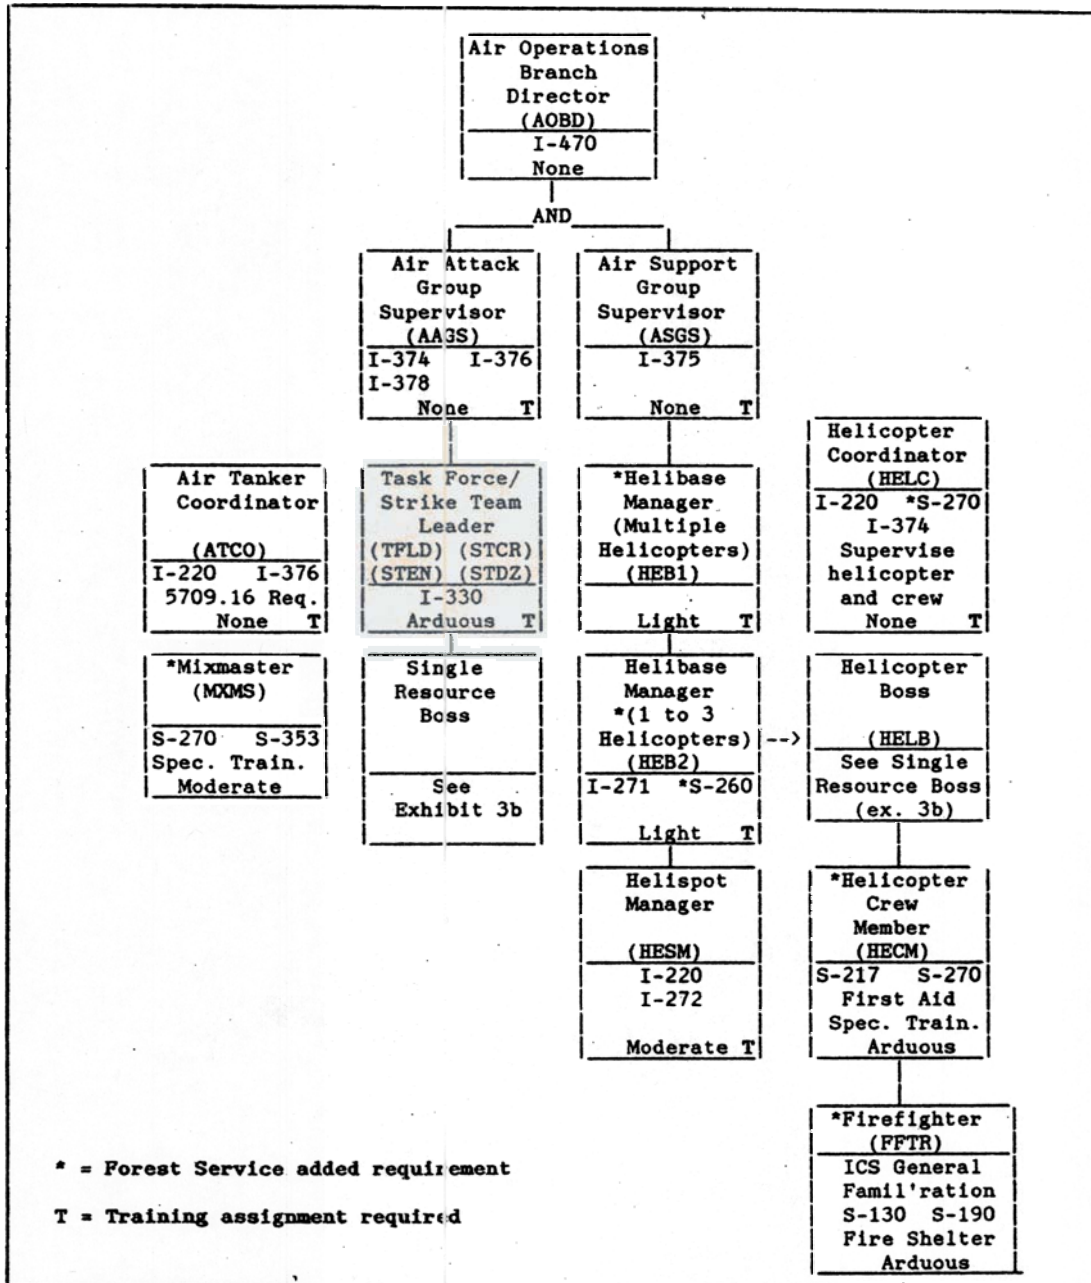 Air Operations
Branch
Director
(AOBD)
I-470
None
AND
Air Attack
Group
Supervisor
(AAGS)
I-374 I-376
I-378
None T
Air Support
Group
Supervisor
(ASGS)
I-375
None T
Air Tanker
Coordinator
(ATCO)
I-220 I-376
5709.16 Req.
None T
Task Force/
Strike Team
Leader
(TFLD) (STCR)
(STEN) (STDZ)
I-330
Arduous T
*Helibase
Manager
(Multiple
Helicopters)
(HEB1)
Light T
Helicopter
Coordinator
(HELC)
I-220 *S-270
I-374
Supervise
helicopter
and crew
None T
*Mixmaster
(MXMS)
S-270 S-353
Spec. Train.
Moderate
Single
Resource
Boss
See
Exhibit 3b
Helibase
Manager
*(1 to 3
Helicopters)
(HEB2)
I-271 *S-260
Light T
-->
Helicopter
Boss
(HELB)
See Single
Resource Boss
(ex. 3b)
Helispot
Manager
(HESM)
I-220
I-272
Moderate T
*Helicopter
Crew
Member
(HECM)
S-217 S-270
First Aid
Spec. Train.
Arduous
*Firefighter
(FFTR)
ICS General
Famil'ration
S-130 S-190
Fire Shelter
Arduous
* = Forest Service added requirement
T = Training assignment required